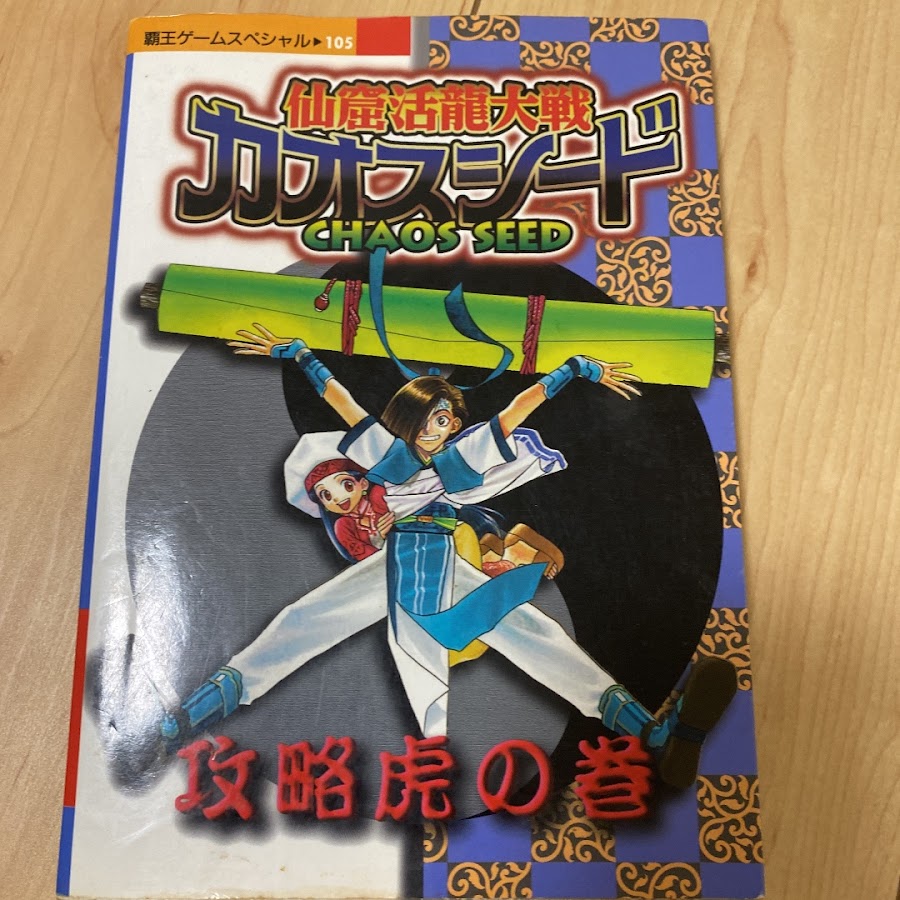 覇王ゲームスペシャル▶105
仙窟活龍大戦
カオスシード
CHAOS SEED
攻略虎の巻